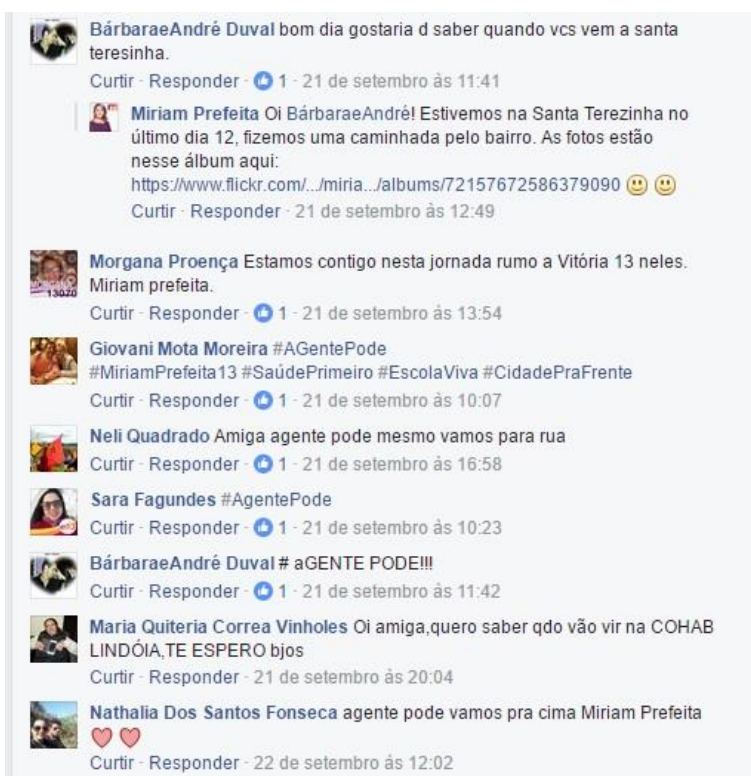 BárbaraeAndré Duval bom dia gostaria d saber quando vcs vem a santa
teresinha.
Curtir · Responder · 1 · 21 de setembro às 11:41
Miriam Prefeita Oi BárbaraeAndré! Estivemos na Santa Terezinha no
último dia 12, fizemos uma caminhada pelo bairro. As fotos estão
nesse álbum aqui:
https://www.flickr.com/.../miria.../albums/72157672586379090
Curtir · Responder · 21 de setembro às 12:49
Morgana Proença Estamos contigo nesta jornada rumo a Vitória 13 neles.
Miriam prefeita.
13070
Curtir · Responder · 1 · 21 de setembro às 13:54
Giovani Mota Moreira #AGentePode
#MiriamPrefeita13 #SaúdePrimeiro #EscolaViva #CidadePraFrente
Curtir · Responder · 1 · 21 de setembro às 10:07
Neli Quadrado Amiga agente pode mesmo vamos para rua
Curtir · Responder · 1 · 21 de setembro às 16:58
Sara Fagundes #AgentePode
Curtir · Responder · 1 · 21 de setembro às 10:23
BárbaraeAndré Duval # aGENTE PODE!!!
Curtir · Responder · 1 · 21 de setembro às 11:42
Maria Quiteria Correa Vinholes Oi amiga,quero saber qdo vão vir na COHAB
LINDÓIA,TE ESPERO bjos
Curtir · Responder · 21 de setembro às 20:04
Nathalia Dos Santos Fonseca agente pode vamos pra cima Miriam Prefeita
Curtir · Responder · 22 de setembro às 12:02